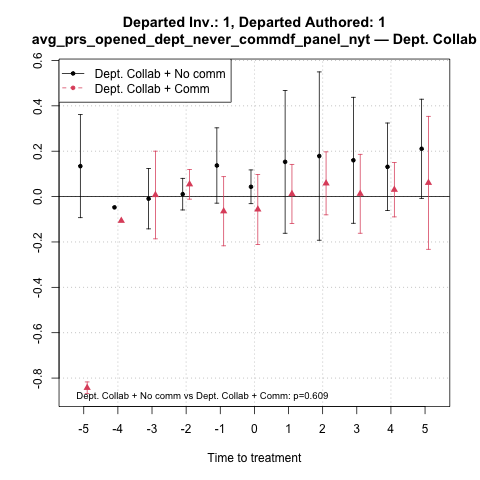 Departed Inv.: 1, Departed Authored: 1
avg_prs_opened_dept_never_commdf_panel_nyt — Dept. Collab
Dept. Collab + No comm
Dept. Collab + Comm
0.6
0.4
0.2
0.0
-0.2
-0.4
-0.6
-0.8
Dept. Collab + No comm vs Dept. Collab + Comm: p=0.609
-5 -4 -3 -2 -1 0 1 2 3 4 5
Time to treatment